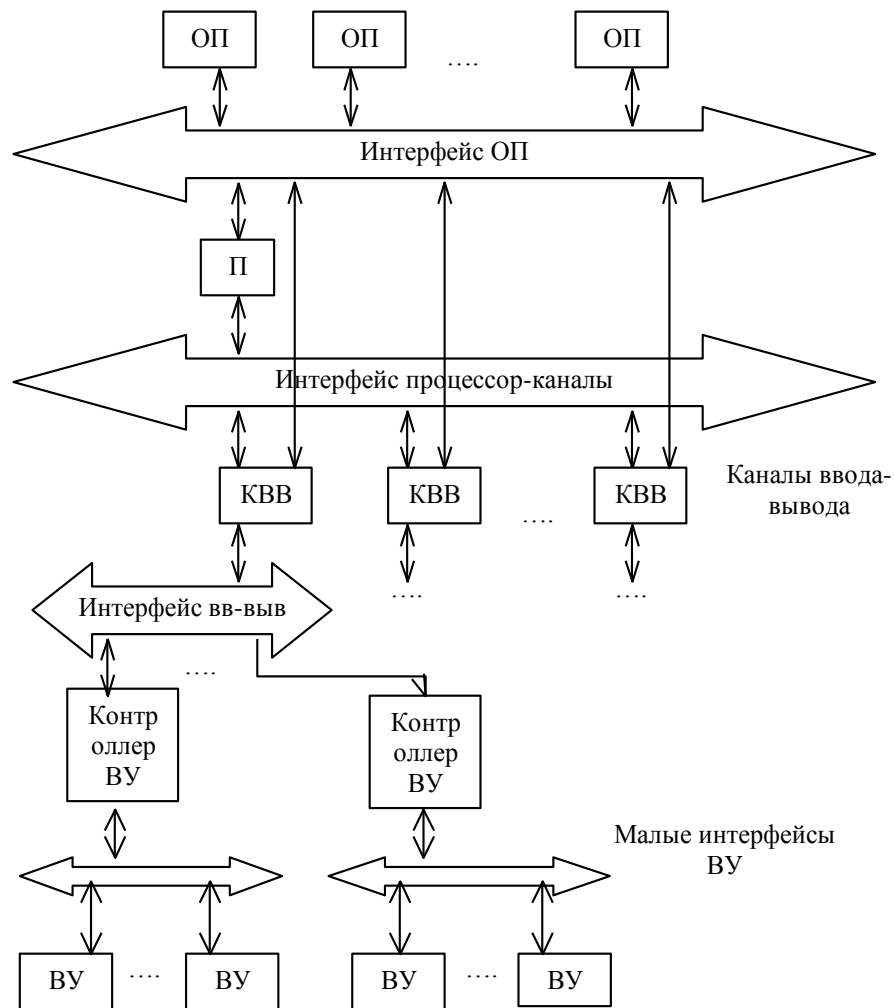 ОП
ОП
ОП
....
Интерфейс ОП
П
Интерфейс процессор-каналы
КВВ
КВВ
КВВ
....
Каналы ввода-
вывода
....
....
Интерфейс вв-выв
....
Контр
оллер
ВУ
Контр
оллер
ВУ
Малые интерфейсы
ВУ
ВУ
....
ВУ
ВУ
....
ВУ